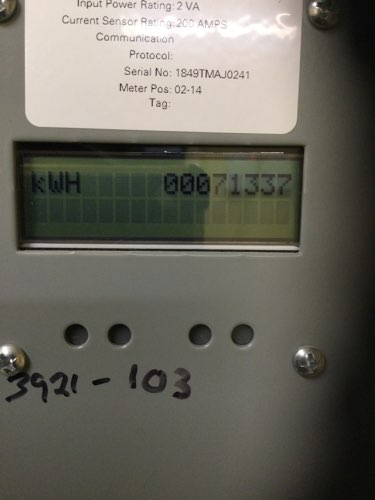 Input Power Rating: 2 VA
Current Sensor Rating: 200 AMPS
Communication
Protocol:
Serial No: 1849TMAJ0241
Meter Pos: 02-14
Tag:
kWH 00071337
3921-103